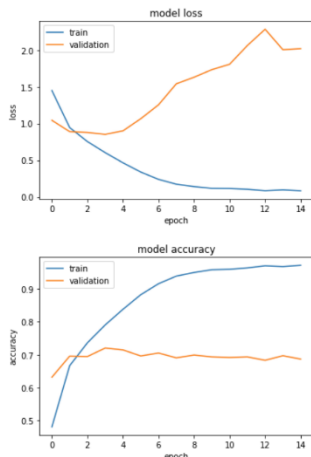 model loss
train
validation
2.0
1.5
1.0
0.5
0.0
loss
0 2 4 6 8 10 12 14
epoch
model accuracy
train
validation
0.9
0.8
0.7
0.6
0.5
accuracy
0 2 4 6 8 10 12 14
epoch